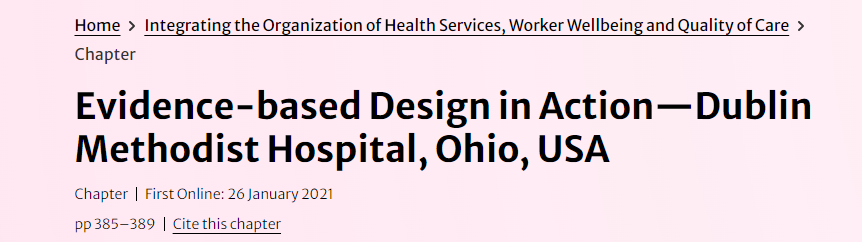 Home > Integrating the Organization of Health Services, Worker Wellbeing and Quality of Care >
Chapter
Evidence-based Design in Action—Dublin
Methodist Hospital, Ohio, USA
Chapter | First Online: 26 January 2021
pp 385–389 | Cite this chapter